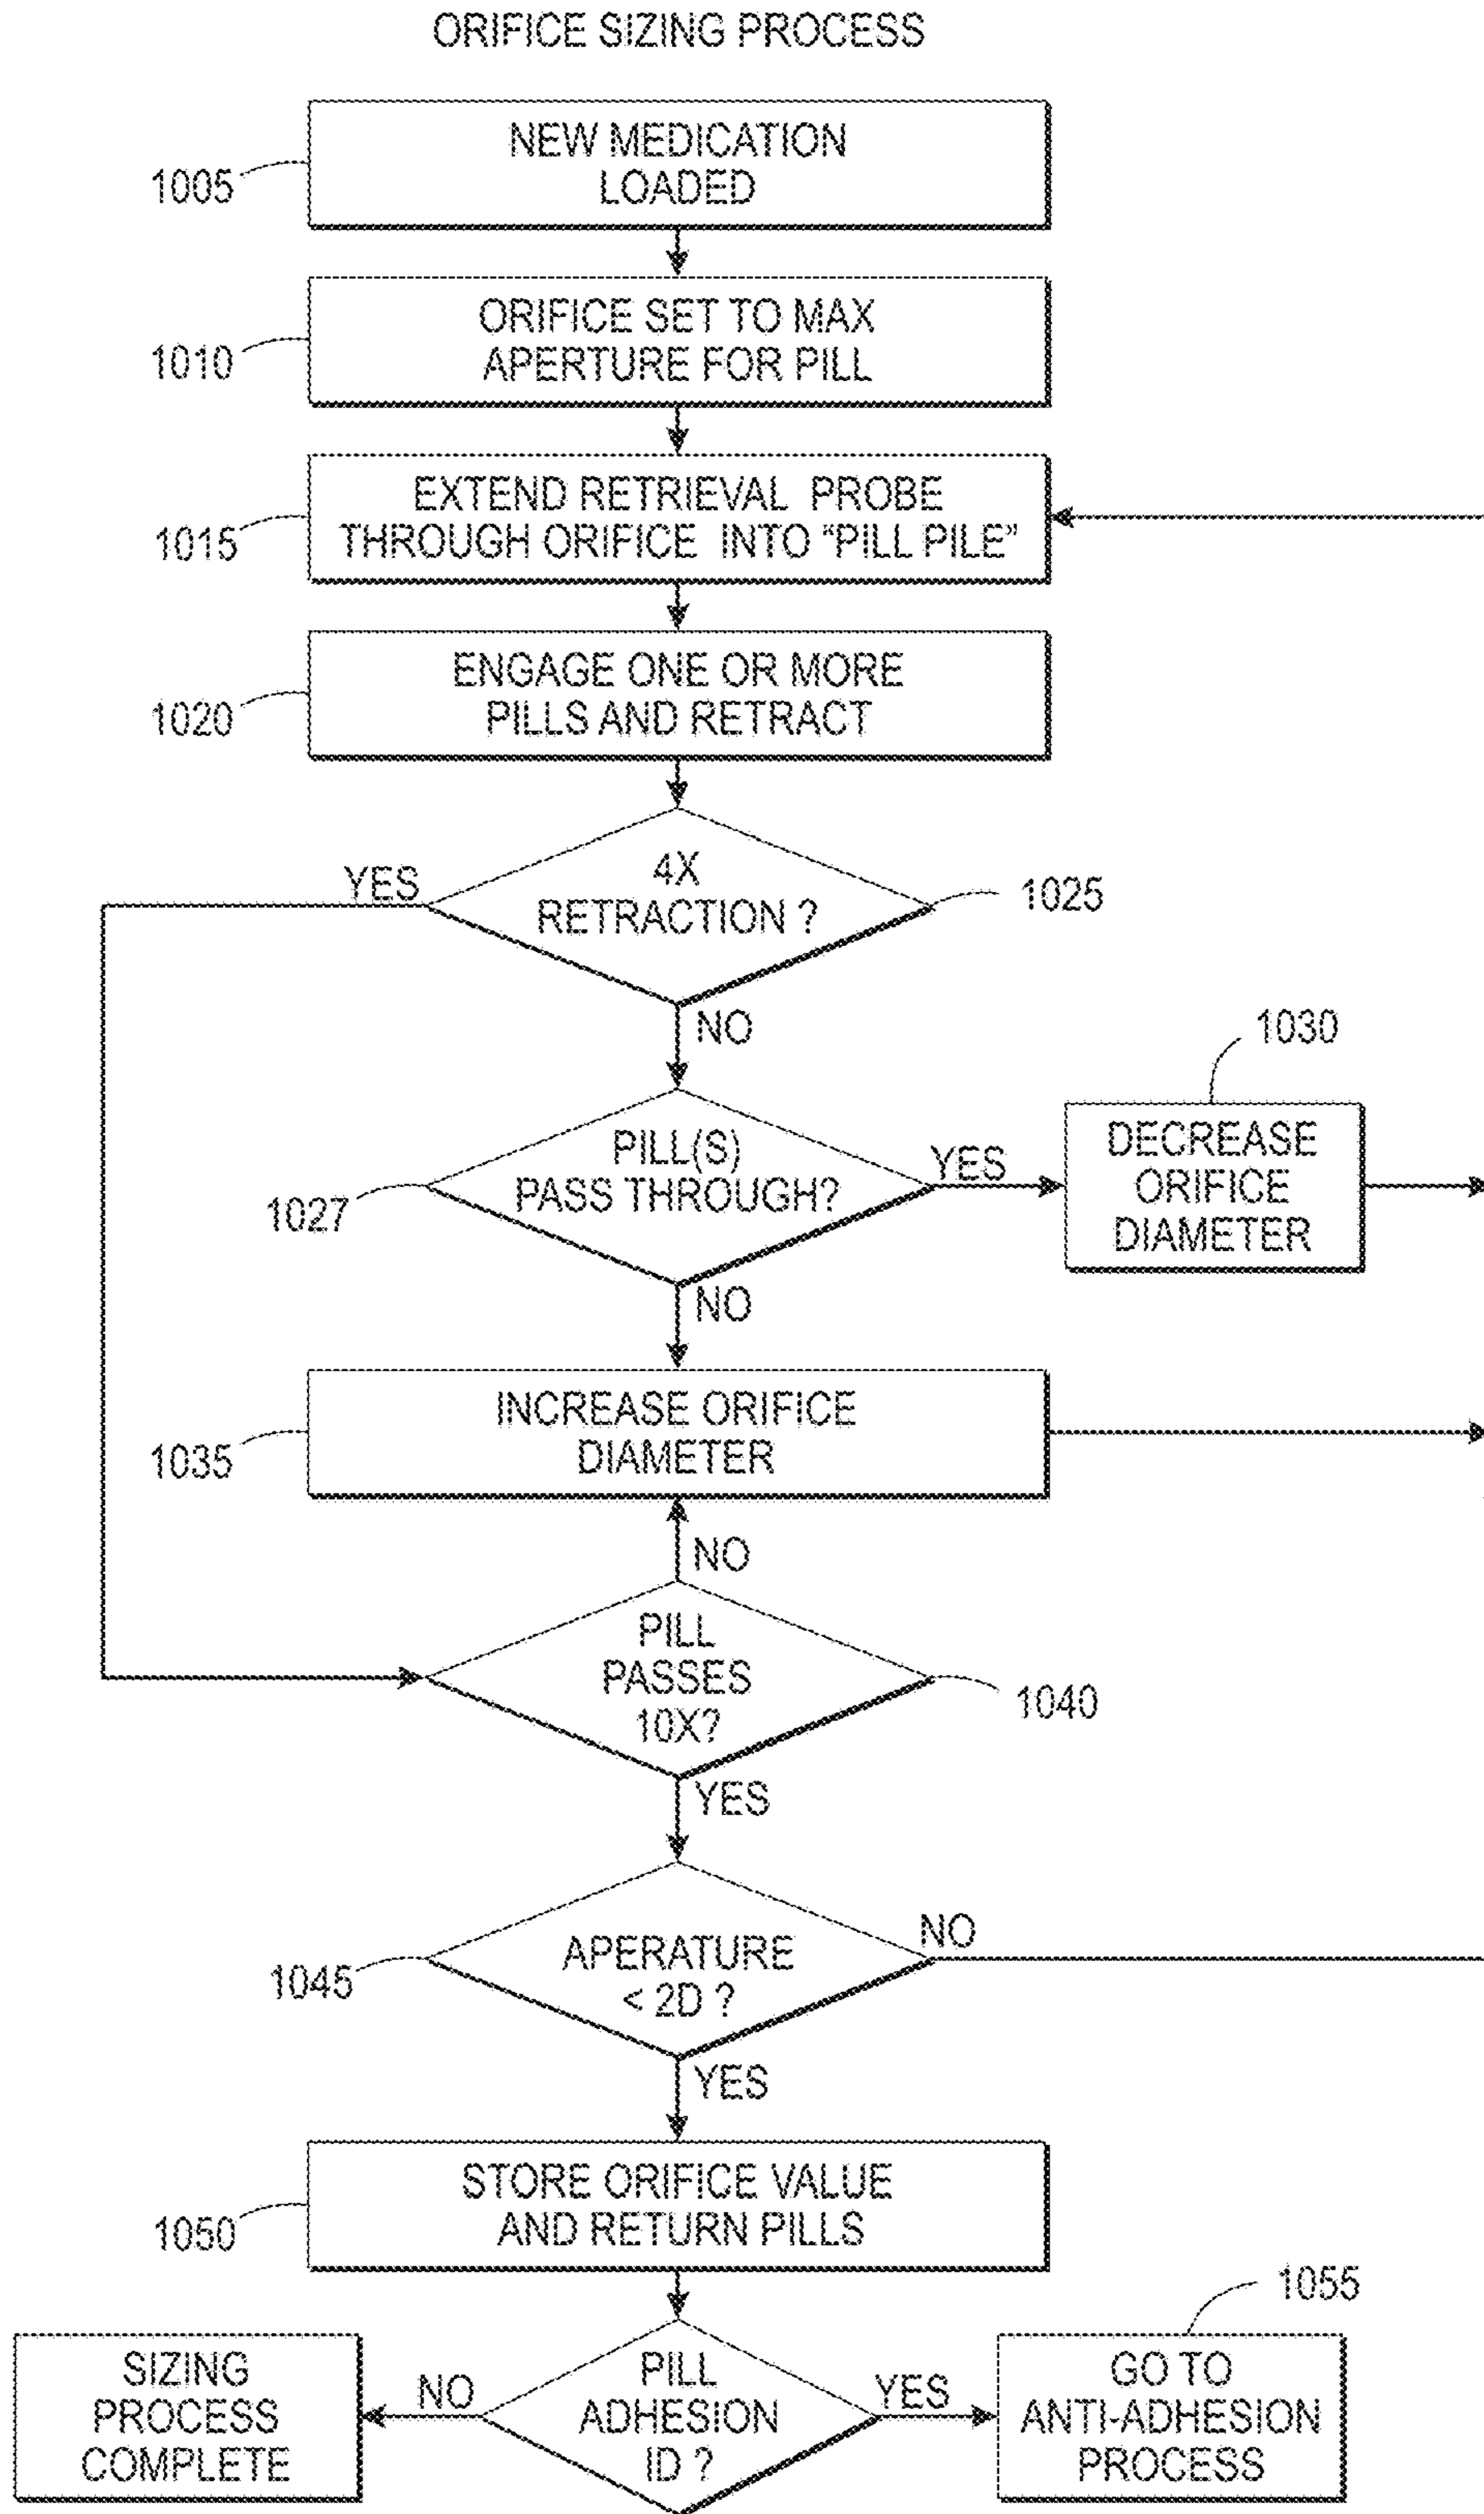 ORIFICE SIZING PROCESS
NEW MEDICATION
LOADED
1005
ORIFICE SET TO MAX
APERTURE FOR PILL
1010
EXTEND RETRIEVAL PROBE
THROUGH ORIFICE INTO “PILL PILE”
1015
ENGAGE ONE OR MORE
PILLS AND RETRACT
1020
YES
4X
RETRACTION ?
1025
NO
1030
PILL(S)
PASS THROUGH?
1027
YES
DECREASE
ORIFICE
DIAMETER
NO
INCREASE ORIFICE
DIAMETER
1035
NO
PILL
PASSES
10X?
1040
YES
APERATURE
< 2D ?
1045
NO
YES
STORE ORIFICE VALUE
AND RETURN PILLS
1050
1055
SIZING
PROCESS
COMPLETE
NO
PILL
ADHESION
ID ?
YES
GO TO
ANTI-ADHESION
PROCESS